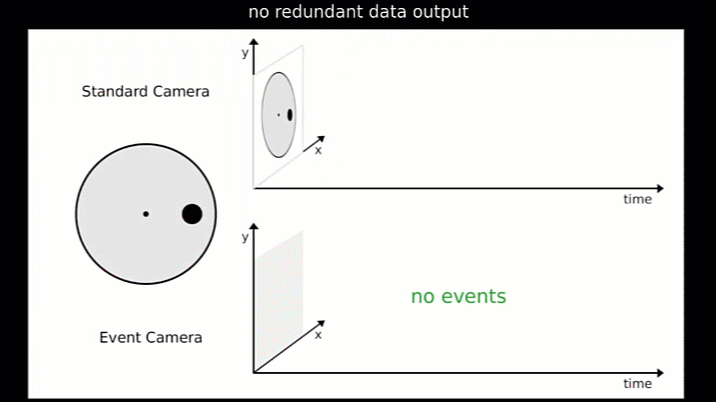 no redundant data output
Standard Camera
y
x
time
y
no events
x
Event Camera
time